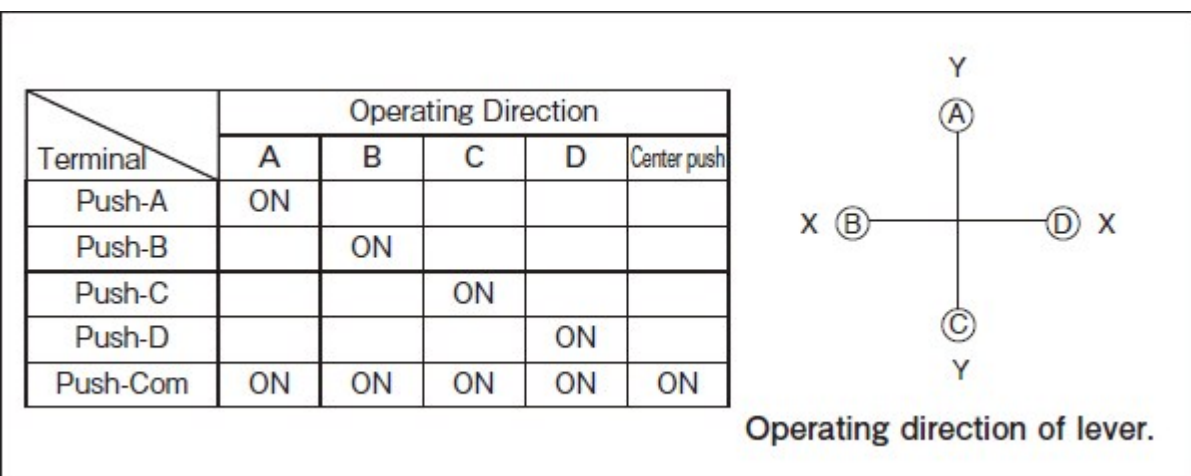 Terminal
Operating Direction
A B C D Center push
Push-A ON
Push-B ON
Push-C ON
Push-D ON
Push-Com ON ON ON ON ON
Y
A
X B D X
C
Y
Operating direction of lever.